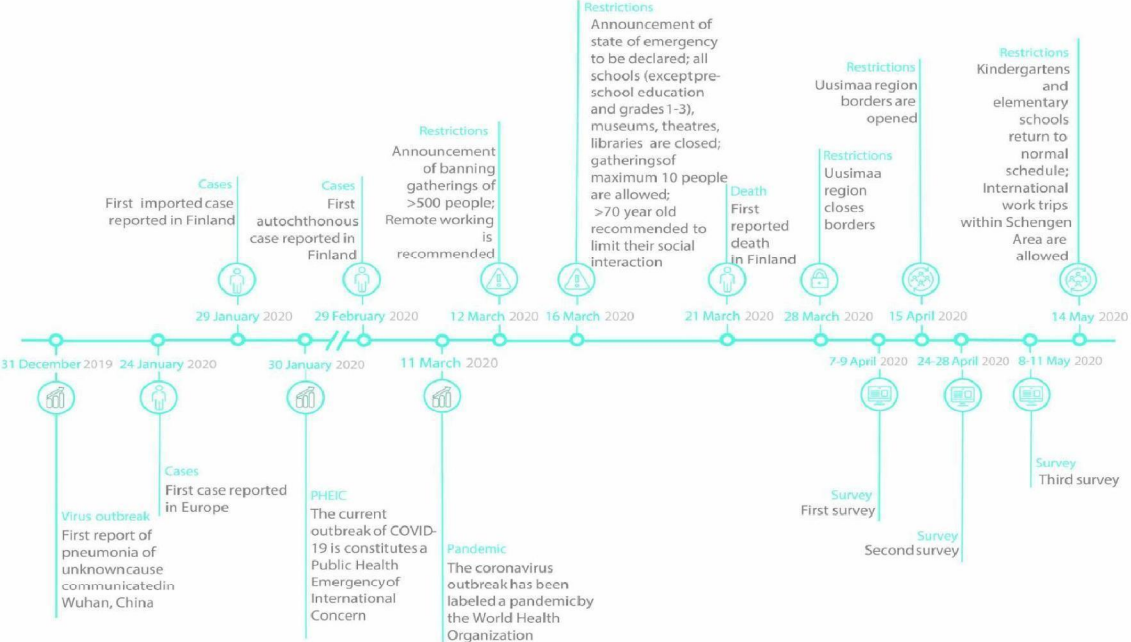 Cases
First imported case
reported in Finland
29 January 2020
Cases
First
autochthonous
case reported in
Finland
29 February 2020
Restrictions
Announcement
of banning
gatherings of
>500 people;
Remote working
is
recommended
12 March 2020
Restrictions
Announcement of
state of emergency
to be declared; all
schools (exceptpre-
school education
and grades 1-3),
museums, theatres,
libraries are closed;
gatheringsof
maximum 10 people
are allowed;
>70 year old
recommended to
limit their social
interaction
16 March 2020
Death
First
reported
death
in Finland
21 March 2020
Restrictions
Uusimaa
region
closes
borders
28 March 2020
Restrictions
Uusimaa region
borders are
opened
15 April 2020
Restrictions
Kindergartens
and
elementary
schools
return to
normal
schedule;
International
work trips
within Schengen
Area are
allowed
14 May 2020
31 December 2019
Virus outbreak
First report of
pneumonia of
unknowncause
communicatedin
Wuhan, China
24 January 2020
Cases
First case reported
in Europe
30 January 2020
PHEIC
The current
outbreak of COVID-
19 is constitutes a
Public Health
Emergencyof
International
Concern
11 March 2020
Pandemic
The coronavirus
outbreak has been
labeled a pandemicby
the World Health
Organization
7-9 April 2020
Survey
First survey
24-28 April 2020
Survey
Second survey
8-11 May 2020
Survey
Third survey